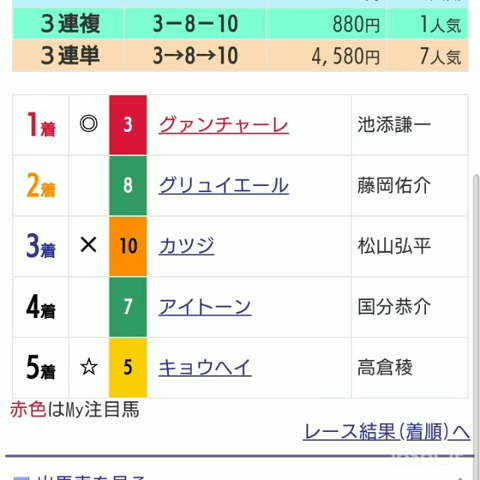 3連複 3−8−10 880円 1人気
3連単 3→8→10 4,580円 7人気
1着 ◎ 3 グァンチャーレ 池添謙一
2着 8 グリュイエール 藤岡佑介
3着 × 10 カツジ 松山弘平
4着 7 アイトーン 国分恭介
5着 ☆ 5 キョウヘイ 高倉稜
赤色はMy注目馬
レース結果(着順)へ